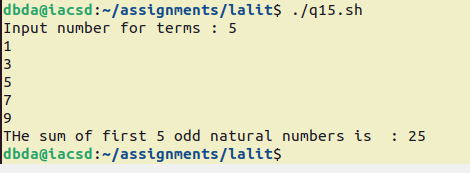 dbda@iacsd:~/assignments/lalit$ ./q15.sh
Input number for terms : 5
1
3
5
7
9
THe sum of first 5 odd natural numbers is  : 25
dbda@iacsd:~/assignments/lalit$